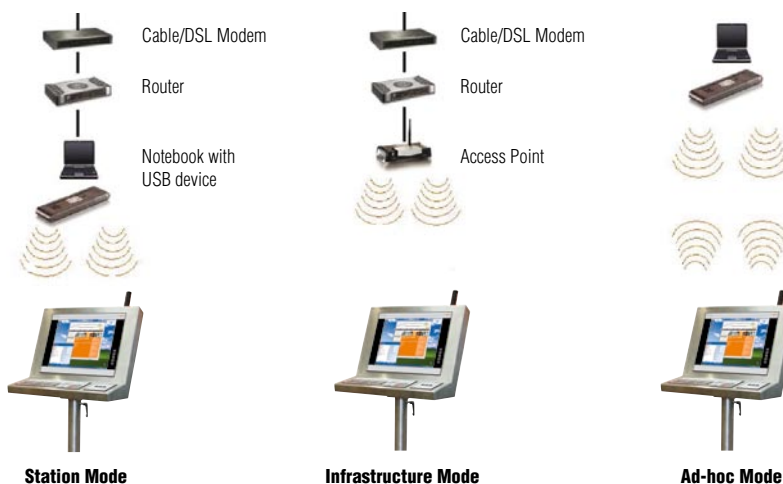 Cable/DSL Modem
Router
Notebook with
USB device
Station Mode
Cable/DSL Modem
Router
Access Point
Infrastructure Mode
Ad-hoc Mode